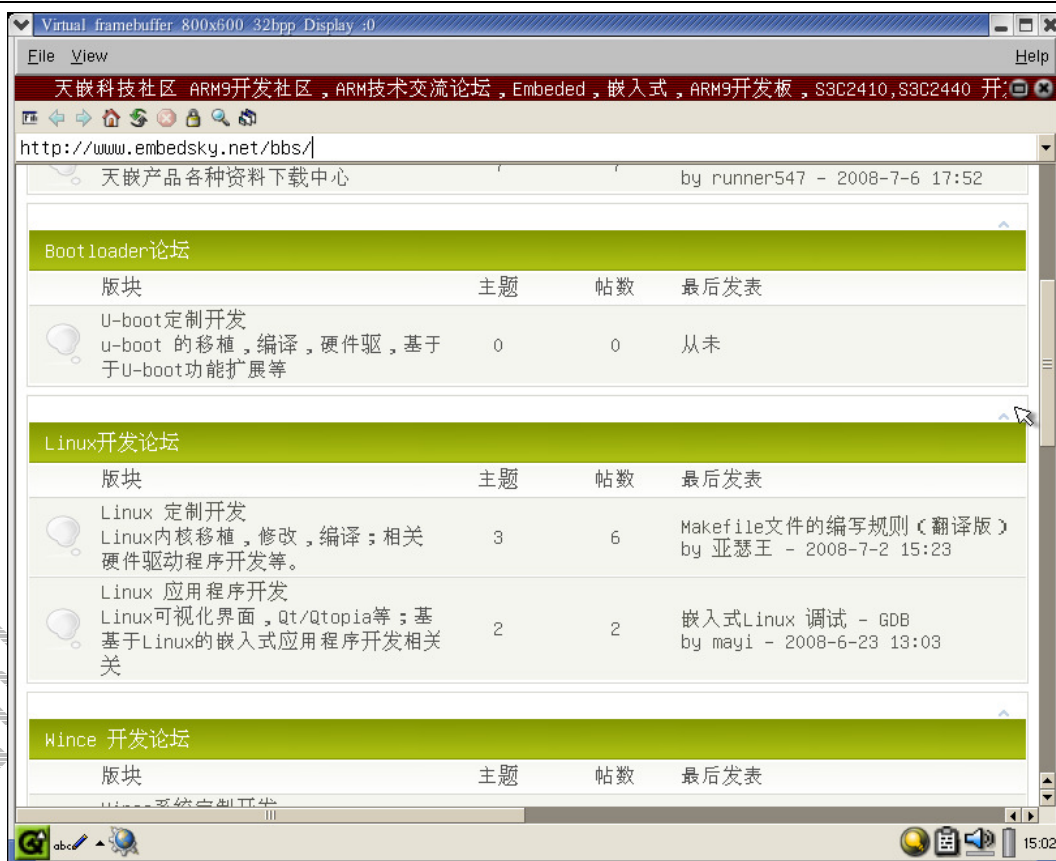 Virtual framebuffer 800x600 32bpp Display :0
File View Help
天嵌科技社区 ARM9开发社区，ARM技术交流论坛，Embeded，嵌入式，ARM9开发板，S3C2410,S3C2440 开
http://www.embedsky.net/bbs/
天嵌产品各种资料下载中心
by runner547 - 2008-7-6 17:52
Bootloader论坛
版块 主题 帖数 最后发表
U-boot定制开发
u-boot 的移植，编译，硬件驱，基于
于U-boot功能扩展等
0 0 从未
Linux开发论坛
版块 主题 帖数 最后发表
Linux 定制开发
Linux内核移植，修改，编译；相关
硬件驱动程序开发等。
3 6
Makefile文件的编写规则（翻译版）
by 亚瑟王 - 2008-7-2 15:23
Linux 应用程序开发
Linux可视化界面，Qt/Qtopia等；基
基于Linux的嵌入式应用程序开发相关
关
2 2
嵌入式Linux 调试 - GDB
by mayi - 2008-6-23 13:03
Wince 开发论坛
版块 主题 帖数 最后发表
abc
15:02